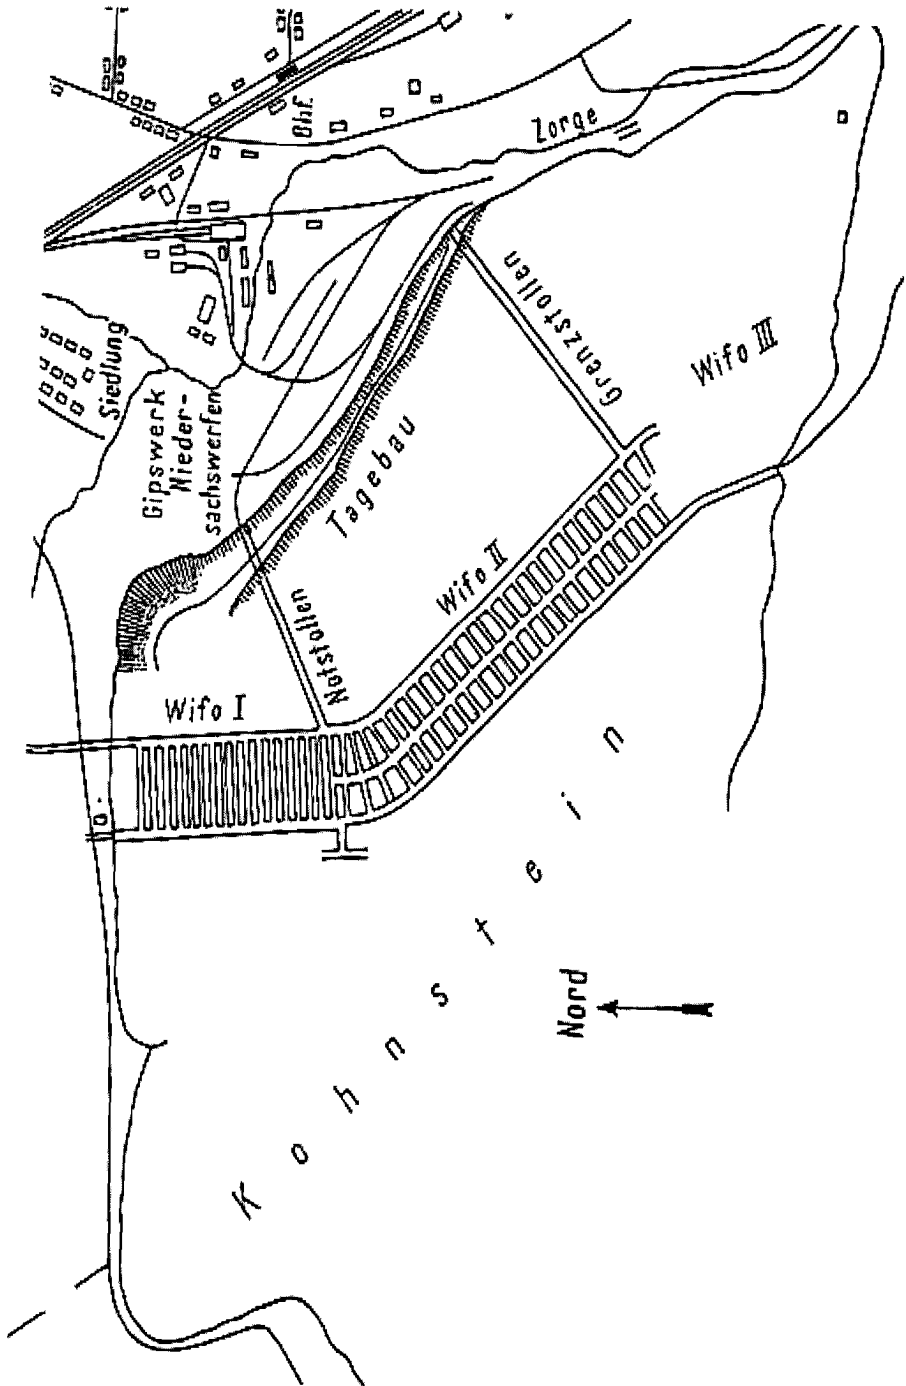 Bhf.
Zorge
Siedlung
Gipswerk
Nieder-
sachswerfen
Grenzstollen
Wifo III
Tagebau
Wifo II
Notstollen
Wifo I
Kohnstein
Nord